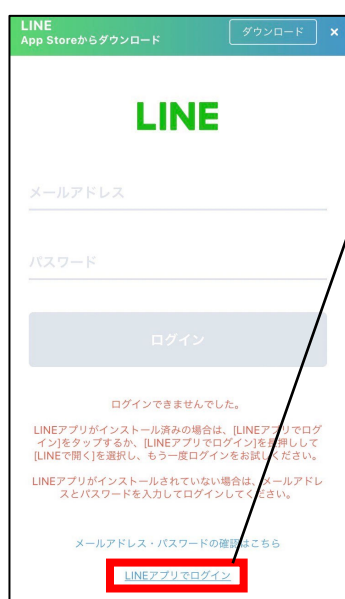 LINE
App Storeからダウンロード
ダウンロード
×
LINE
メールアドレス
パスワード
ログイン
ログインできませんでした。
LINEアプリがインストール済みの場合は、[LINEアプリでログ
イン]をタップするか、[LINEアプリでログイン]を長押しして
[LINEで開く]を選択し、もう一度ログインをお試しください。
LINEアプリがインストールされていない場合は、メールアドレ
スとパスワードを入力してログインしてください。
メールアドレス・パスワードの確認はこちら
LINEアプリでログイン